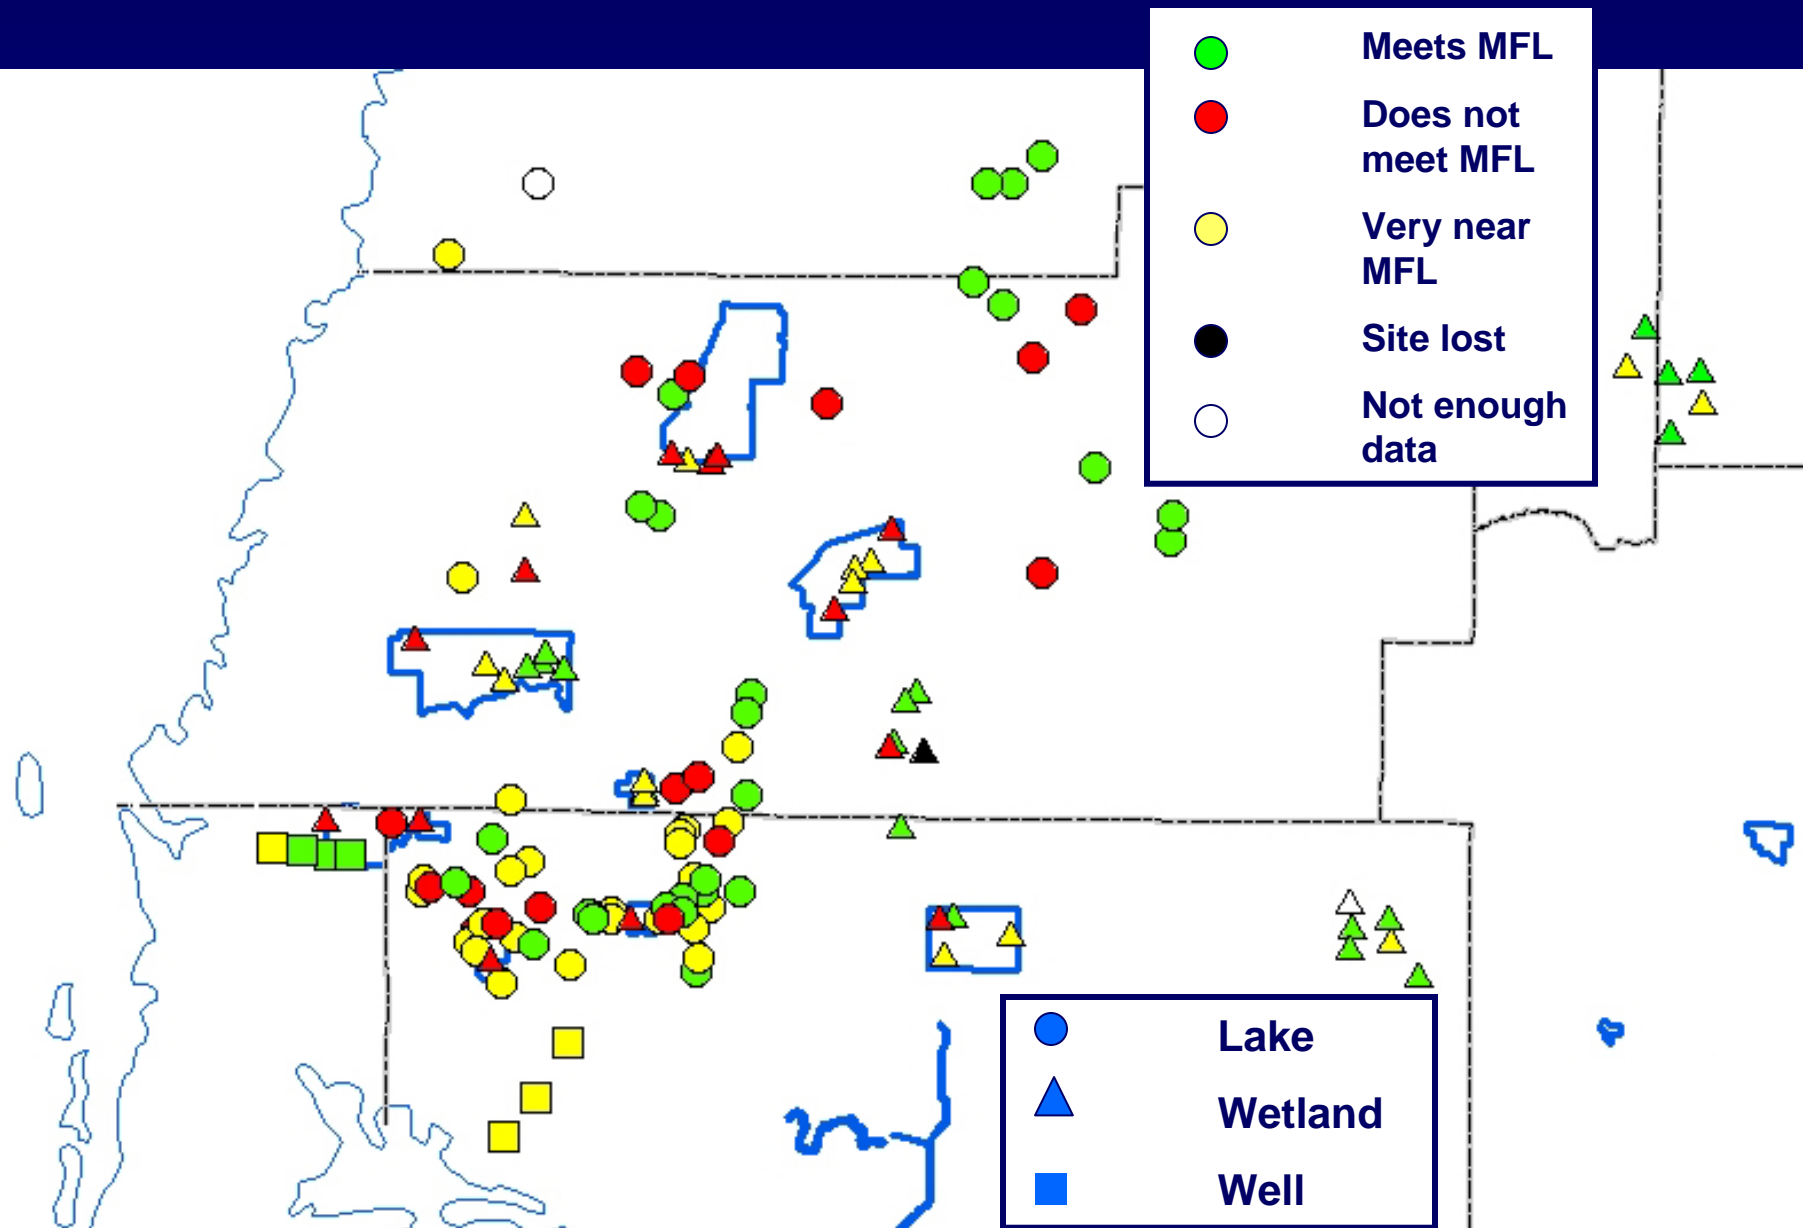 Meets MFL
Does not
meet MFL
Very near
MFL
Site lost
Not enough
data
Lake
Wetland
Well